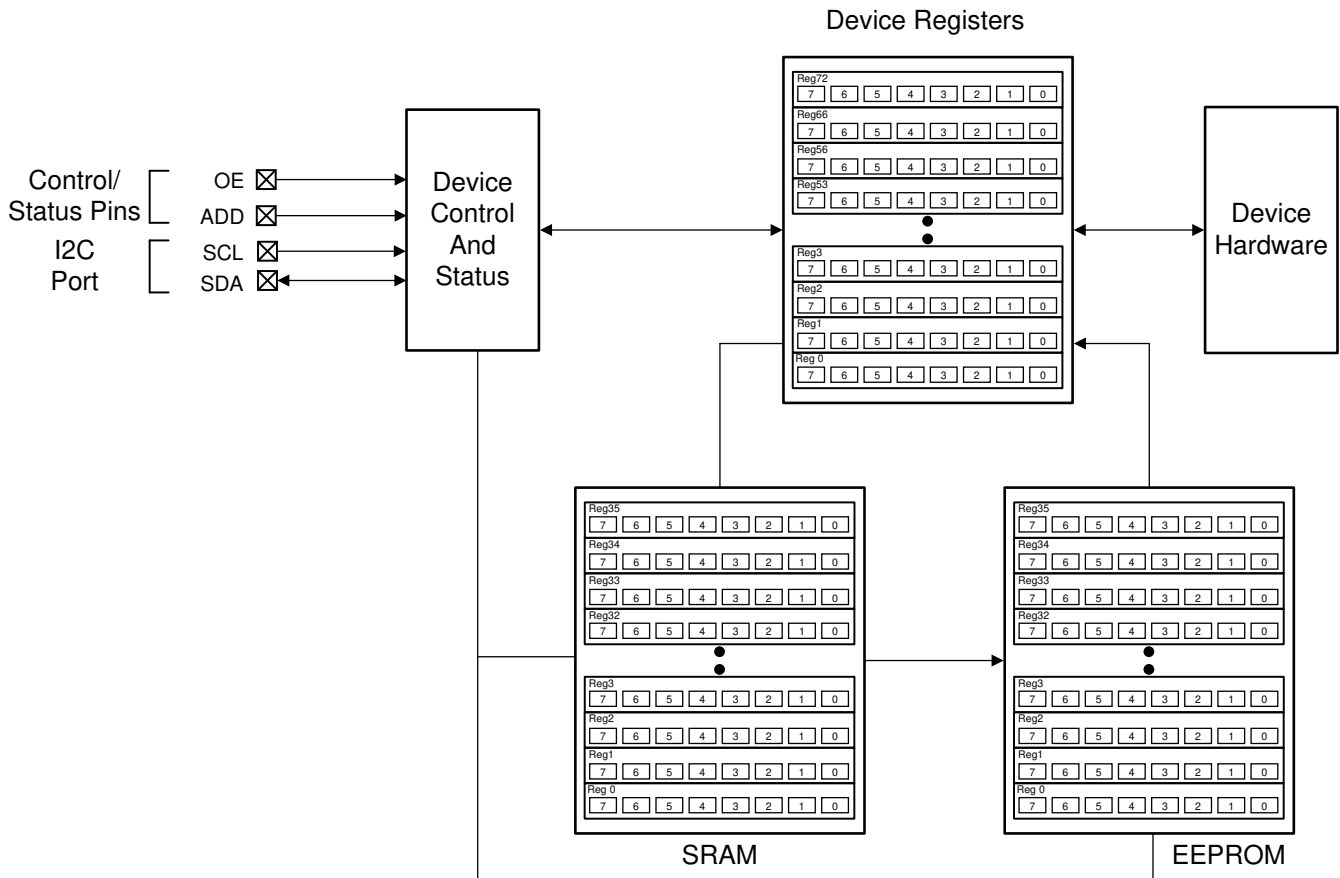 Device Registers
Reg72
7 6 5 4 3 2 1 0
Reg66
7 6 5 4 3 2 1 0
Reg56
7 6 5 4 3 2 1 0
Reg53
7 6 5 4 3 2 1 0
Reg3
7 6 5 4 3 2 1 0
Reg2
7 6 5 4 3 2 1 0
Reg1
7 6 5 4 3 2 1 0
Reg 0
7 6 5 4 3 2 1 0
Control/
Status Pins
OE
ADD
I2C
Port
SCL
SDA
Device
Control
And
Status
Device
Hardware
Reg35
7 6 5 4 3 2 1 0
Reg34
7 6 5 4 3 2 1 0
Reg33
7 6 5 4 3 2 1 0
Reg32
7 6 5 4 3 2 1 0
Reg3
7 6 5 4 3 2 1 0
Reg2
7 6 5 4 3 2 1 0
Reg1
7 6 5 4 3 2 1 0
Reg 0
7 6 5 4 3 2 1 0
SRAM
Reg35
7 6 5 4 3 2 1 0
Reg34
7 6 5 4 3 2 1 0
Reg33
7 6 5 4 3 2 1 0
Reg32
7 6 5 4 3 2 1 0
Reg3
7 6 5 4 3 2 1 0
Reg2
7 6 5 4 3 2 1 0
Reg1
7 6 5 4 3 2 1 0
Reg 0
7 6 5 4 3 2 1 0
EEPROM